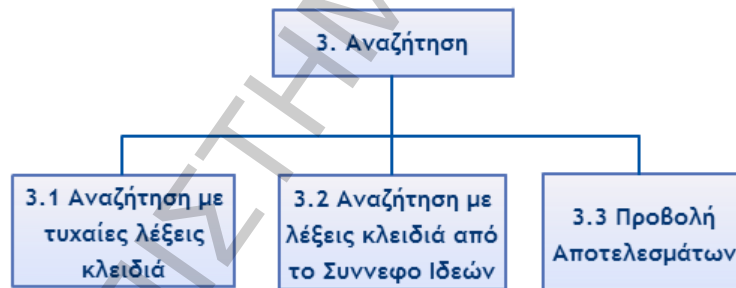 3. Αναζήτηση
3.1 Αναζήτηση με
τυχαίες λέξεις
κλειδιά
3.2 Αναζήτηση με
λέξεις κλειδιά από
το Συννεφο Ιδεών
3.3 Προβολή
Αποτελεσμάτων